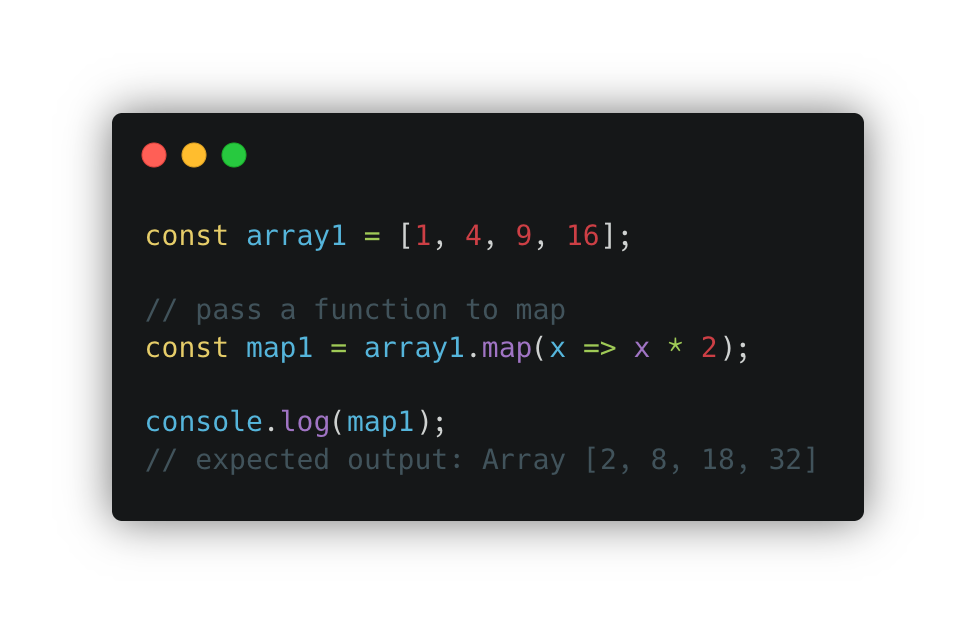 const array1 = [1, 4, 9, 16];
// pass a function to map
const map1 = array1.map(x => x * 2);
console.log(map1);
// expected output: Array [2, 8, 18, 32]